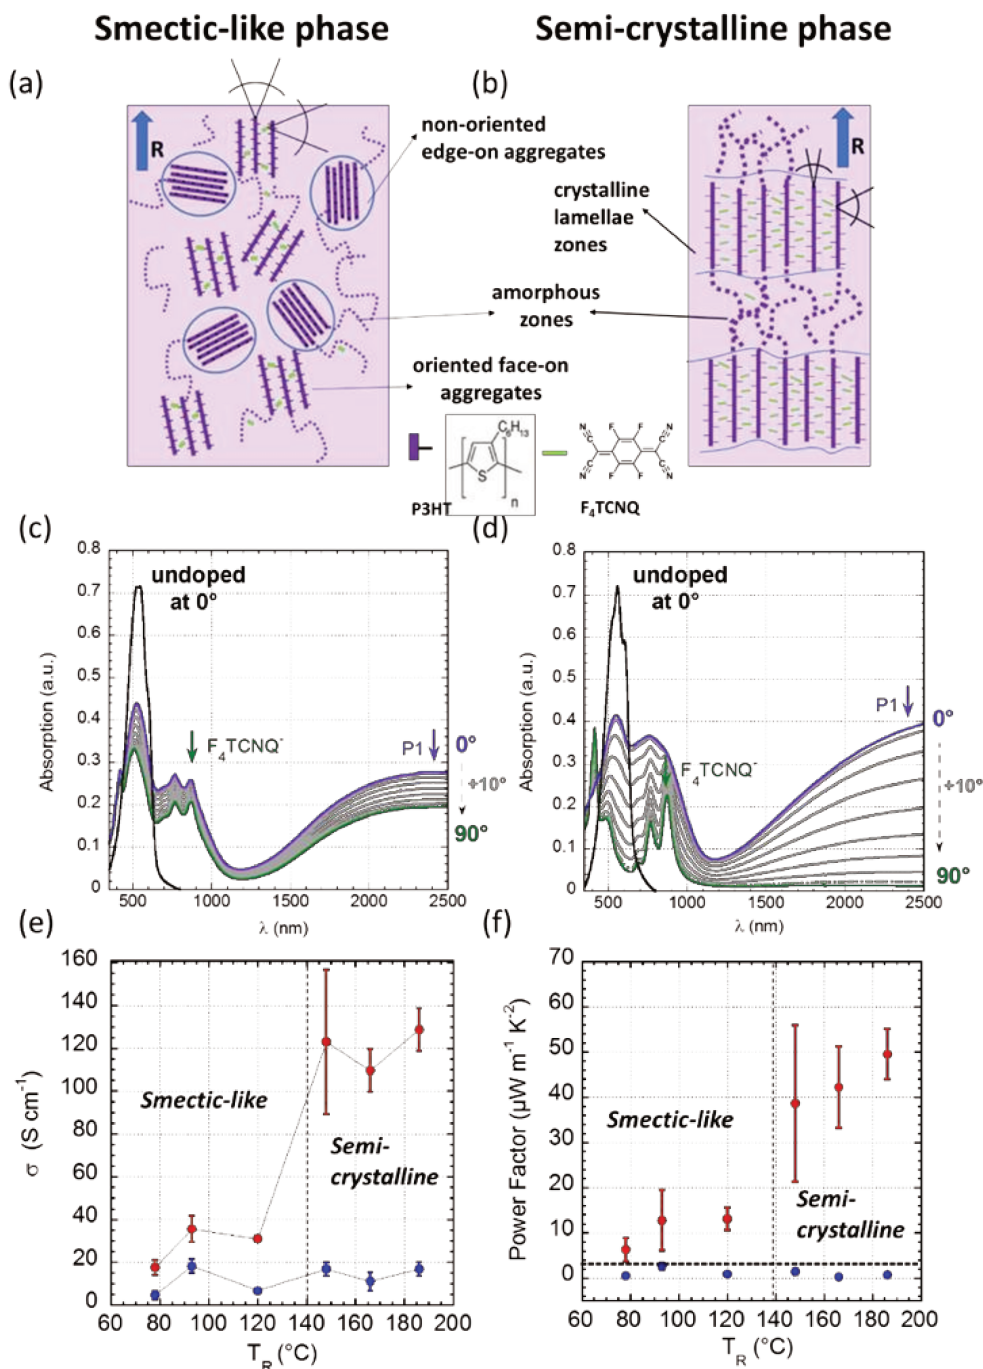 Smectic-like phase
Semi-crystalline phase
(a)
(b)
R
R
non-oriented
edge-on aggregates
crystalline
lamellae
zones
amorphous
zones
oriented face-on
aggregates
C6H13
S
n
P3HT
N
N
N
N
C
C
C
C
F
F
F
F
F4TCNQ
(c)
(d)
undoped
at 0°
F4TCNQ-
P1
0°
+10°
90°
Absorption (a.u.)
0.8
0.7
0.6
0.5
0.4
0.3
0.2
0.1
0
500
1000
1500
2000
2500
λ (nm)
undoped
at 0°
F4TCNQ-
P1
0°
+10°
90°
Absorption (a.u.)
0.8
0.7
0.6
0.5
0.4
0.3
0.2
0.1
0
500
1000
1500
2000
2500
λ (nm)
(e)
(f)
σ (S cm-1)
160
140
120
100
80
60
40
20
0
Smectic-like
Semi-
crystalline
60
80
100
120
140
160
180
200
TR (°C)
Power Factor (μW m-1 K-2)
70
60
50
40
30
20
10
0
Smectic-like
Semi-
crystalline
60
80
100
120
140
160
180
200
TR (°C)